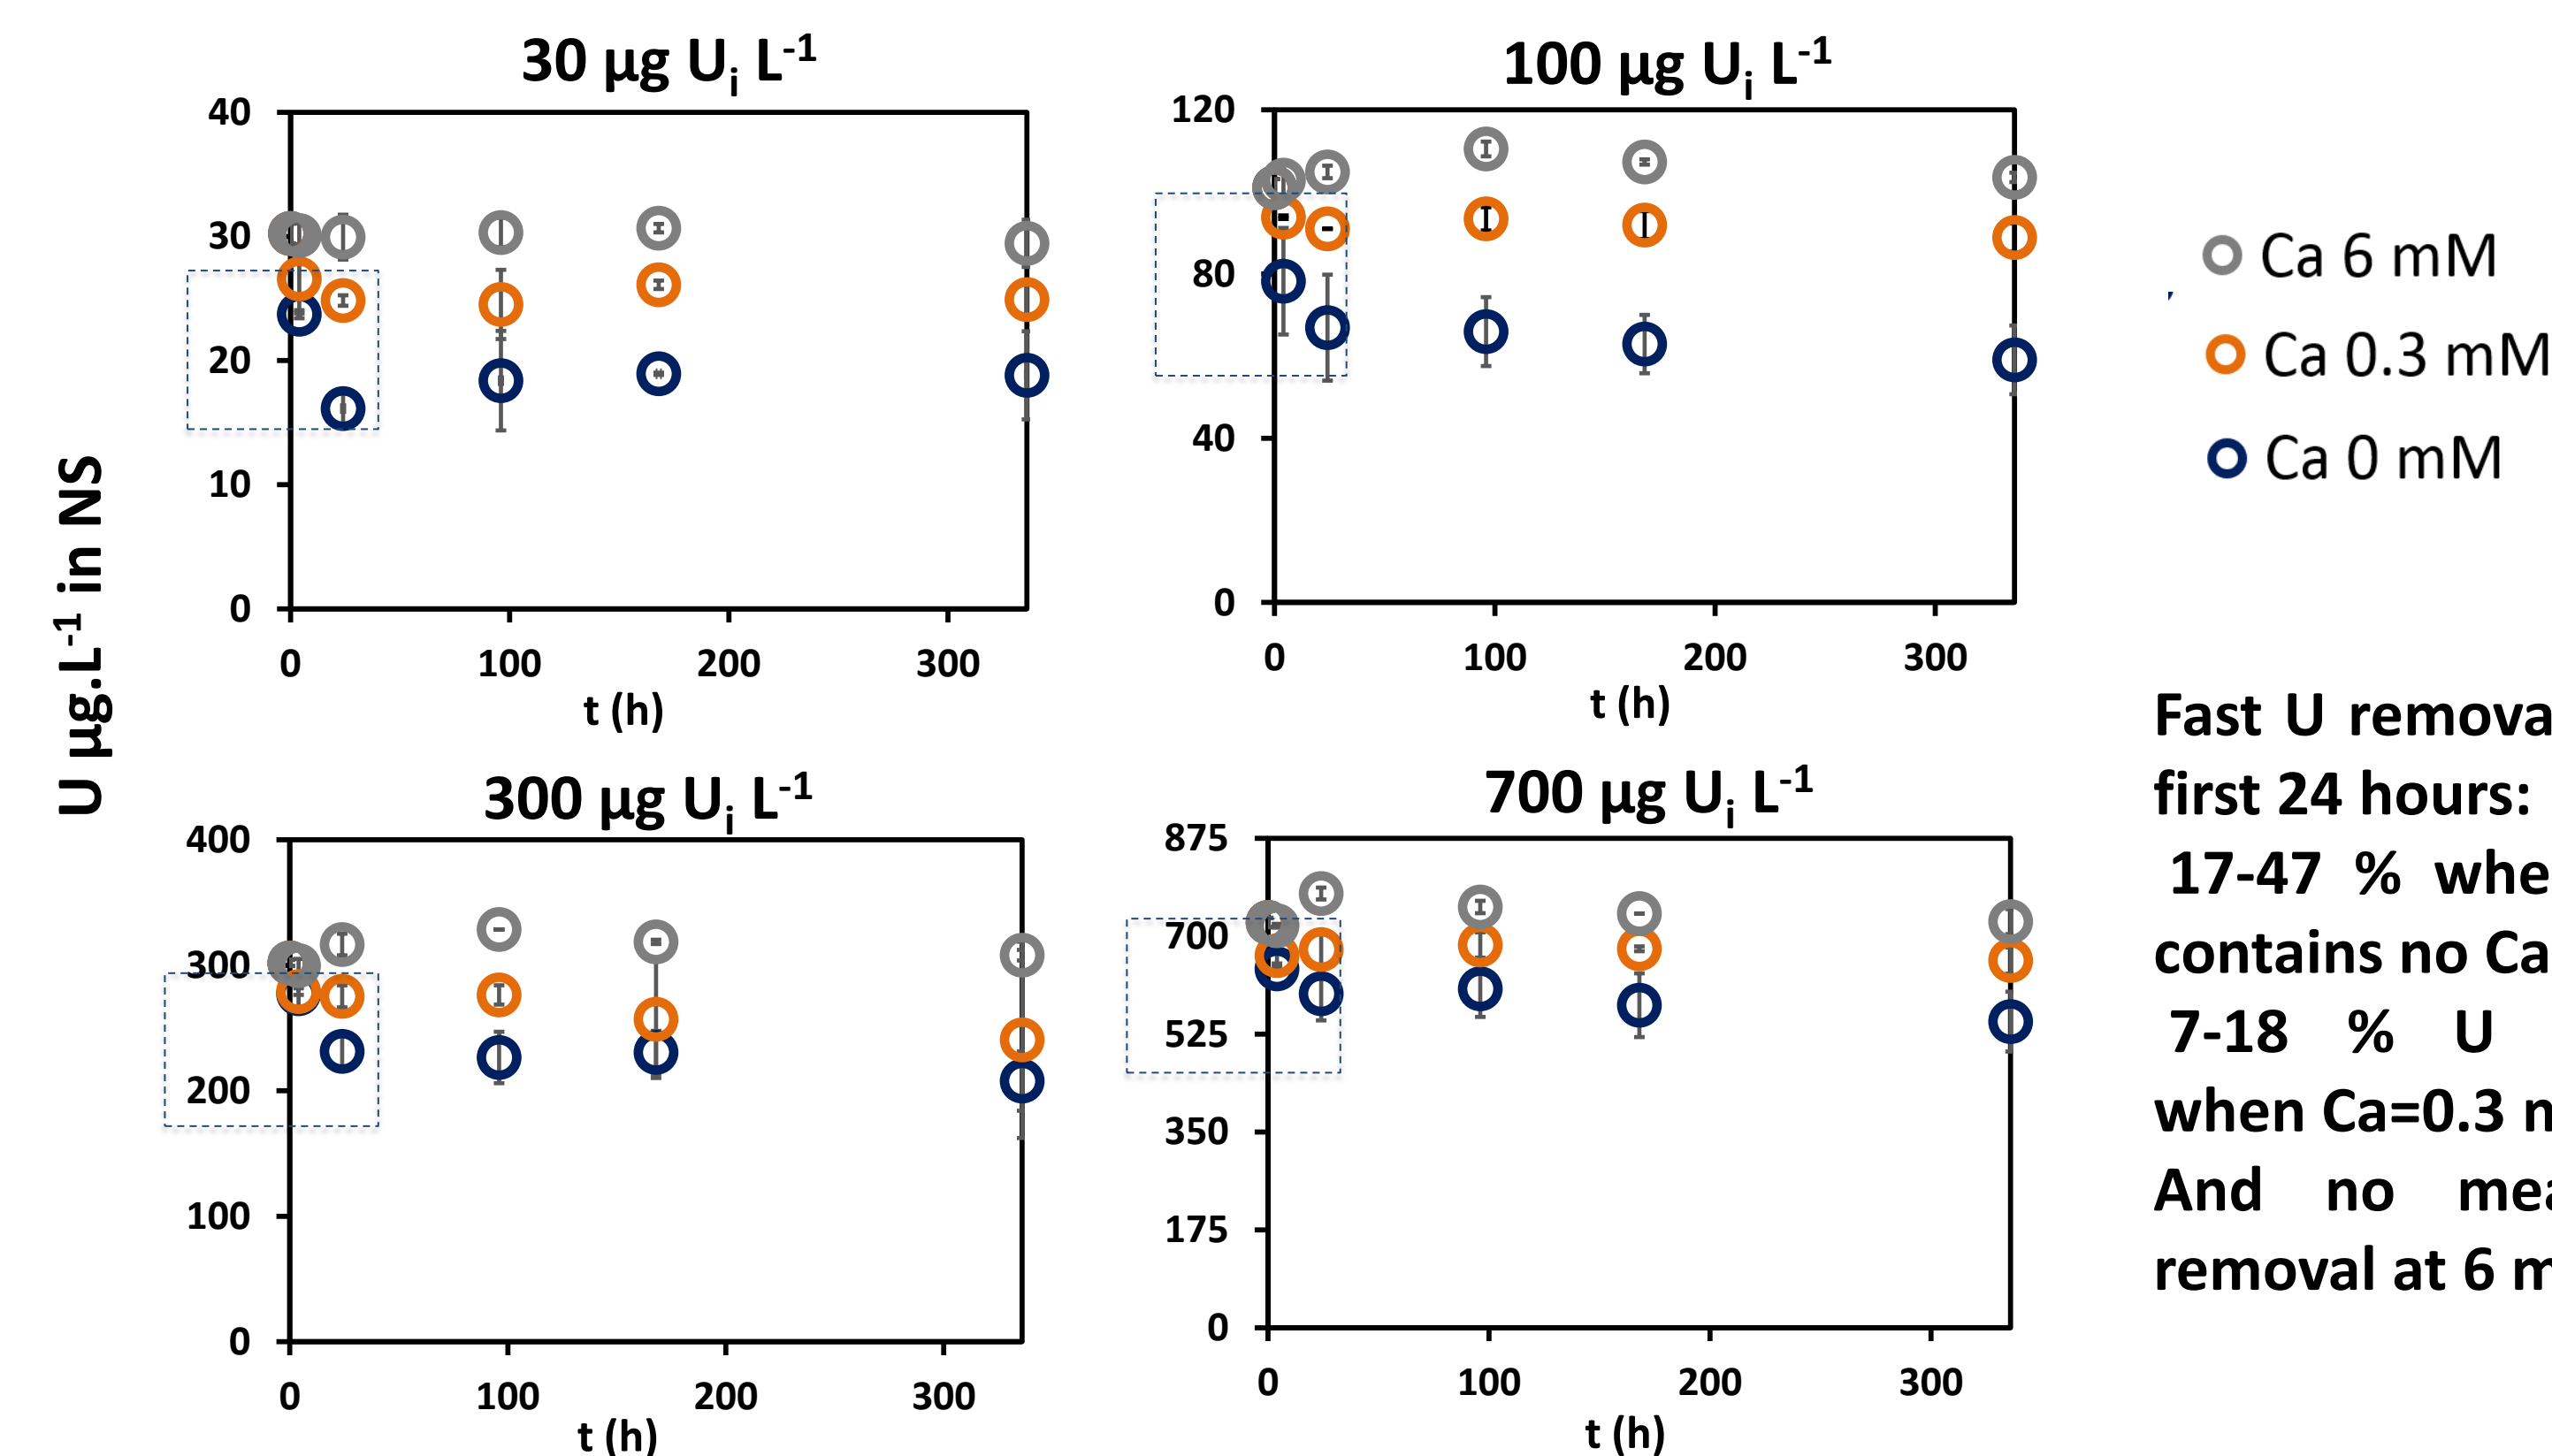 30 µg Ui L-1
40
30
20
10
0
0 100 200 300
t (h)
100 µg Ui L-1
120
80
40
0
0 100 200 300
t (h)
Ca 6 mM
Ca 0.3 mM
Ca 0 mM
U µg.L-1 in NS
300 µg Ui L-1
400
300
200
100
0
0 100 200 300
t (h)
700 µg Ui L-1
875
700
525
350
175
0
0 100 200 300
t (h)
Fast U remova
first 24 hours:
17-47 % whe
contains no Ca
7-18 % U
when Ca=0.3 
And no mea
removal at 6